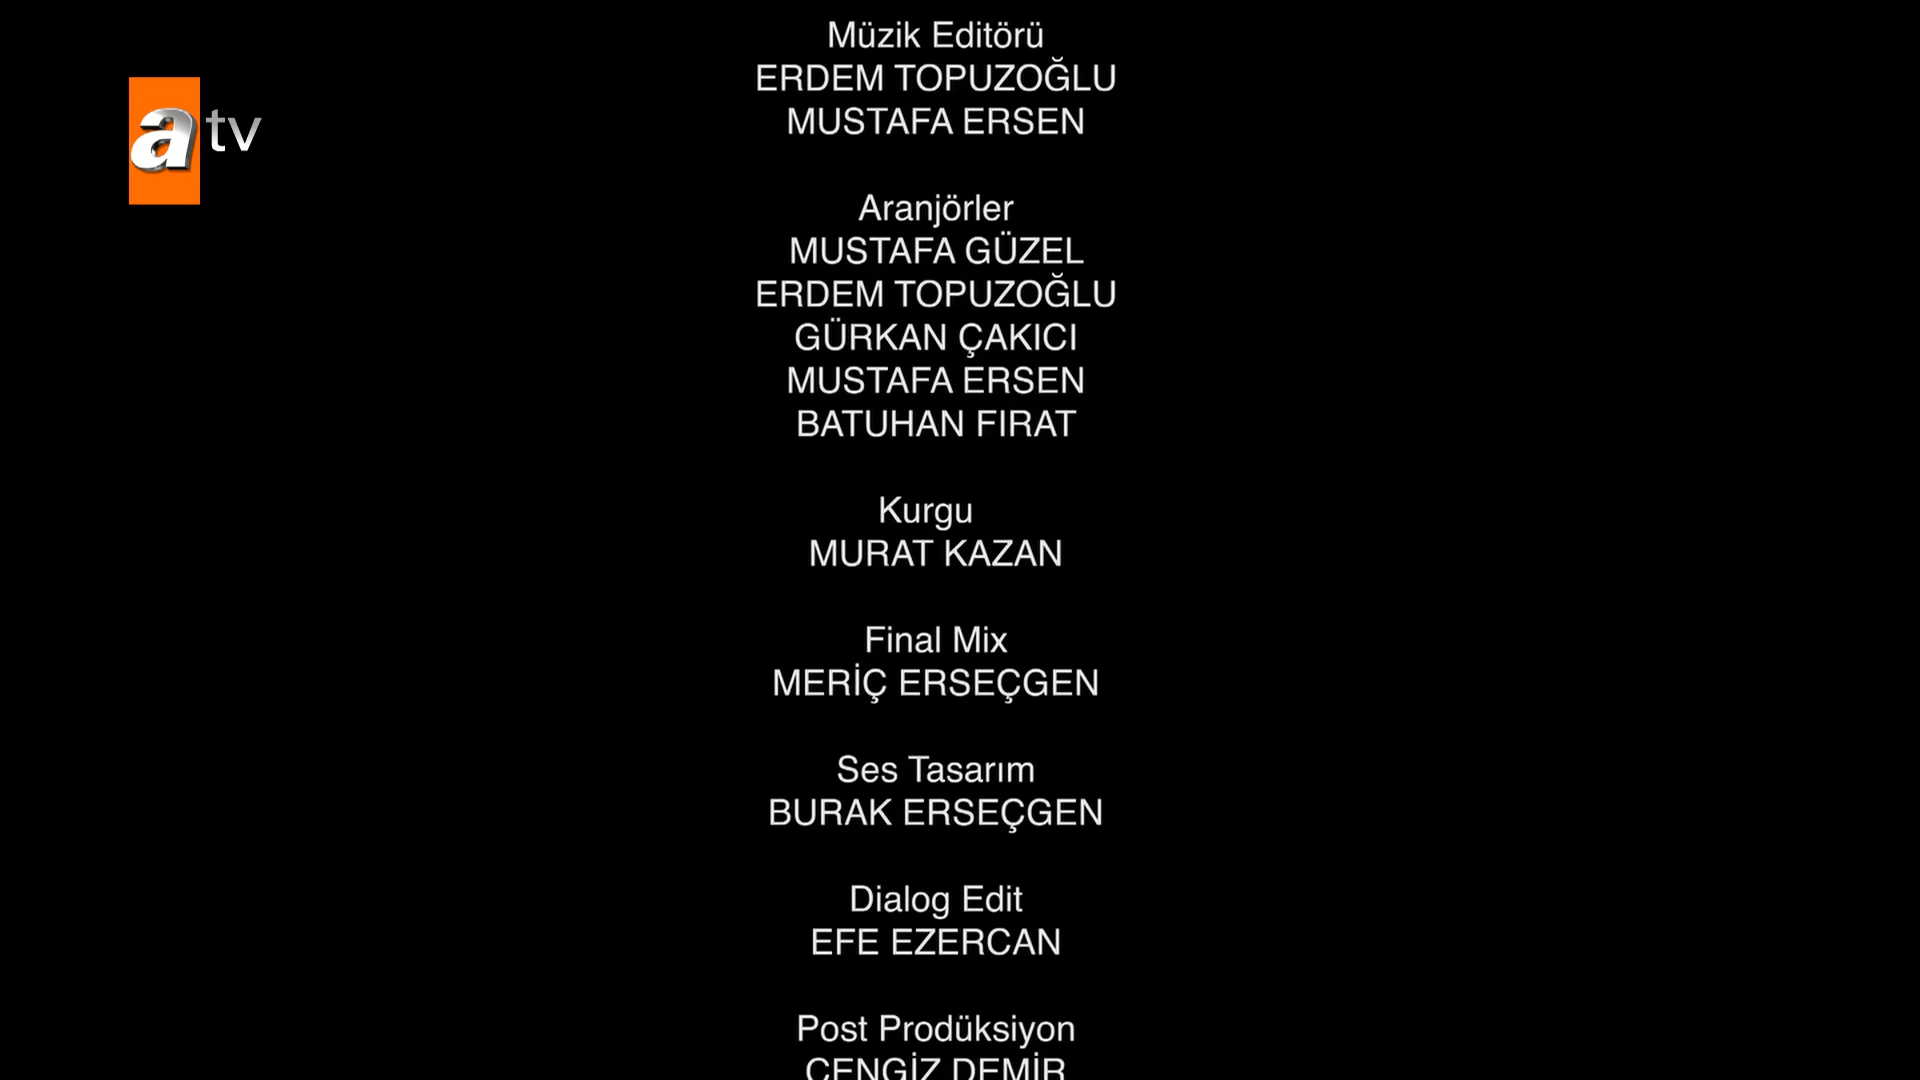 atv
Müzik Editörü
ERDEM TOPUZOĞLU
MUSTAFA ERSEN
Aranjörler
MUSTAFA GÜZEL
ERDEM TOPUZOĞLU
GÜRKAN ÇAKICI
MUSTAFA ERSEN
BATUHAN FIRAT
Kurgu
MURAT KAZAN
Final Mix
MERİÇ ERSEÇGEN
Ses Tasarım
BURAK ERSEÇGEN
Dialog Edit
EFE EZERCAN
Post Prodüksiyon
CENGİZ DEMİR